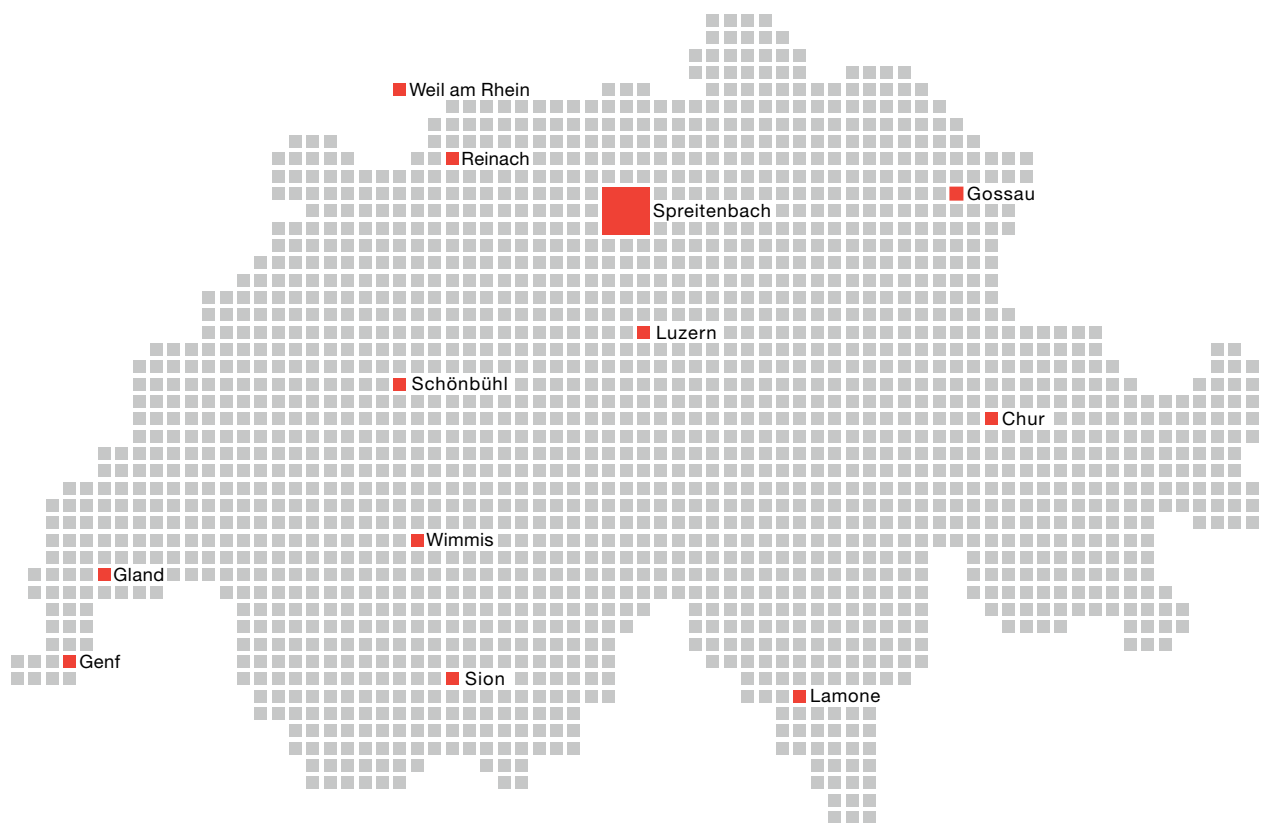 Weil am Rhein
Reinach
Gossau
Spreitenbach
Luzern
Schönbühl
Chur
Wimmis
Gland
Genf
Sion
Lamone